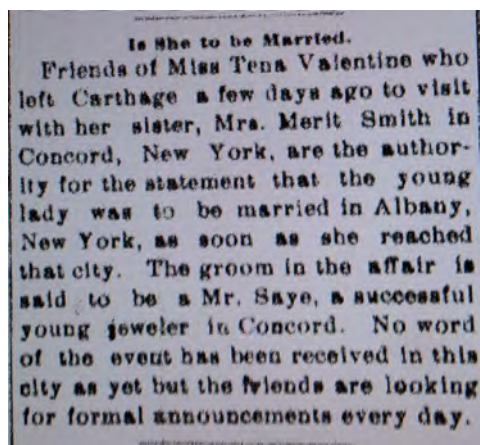 Is She to be Married.
Friends of Miss Tena Valentine who
left Carthage a few days ago to visit
with her sister, Mrs. Merit Smith in
Concord, New York, are the author-
ity for the statement that the young
lady was to be married in Albany,
New York, as soon as she reached
that city. The groom in the affair is
said to be a Mr. Saye, a successful
young jeweler in Concord. No word
of the event has been received in this
city as yet but the friends are looking
for formal announcements every day.